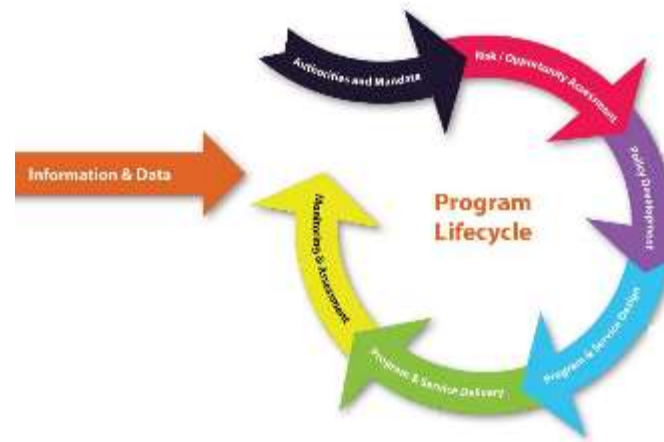 Authorities and Mandate
Risk / Opportunity Assessment
Policy Development
Program & Service Design
Program & Service Delivery
Monitoring & Assessment
Information & Data
Program
Lifecycle